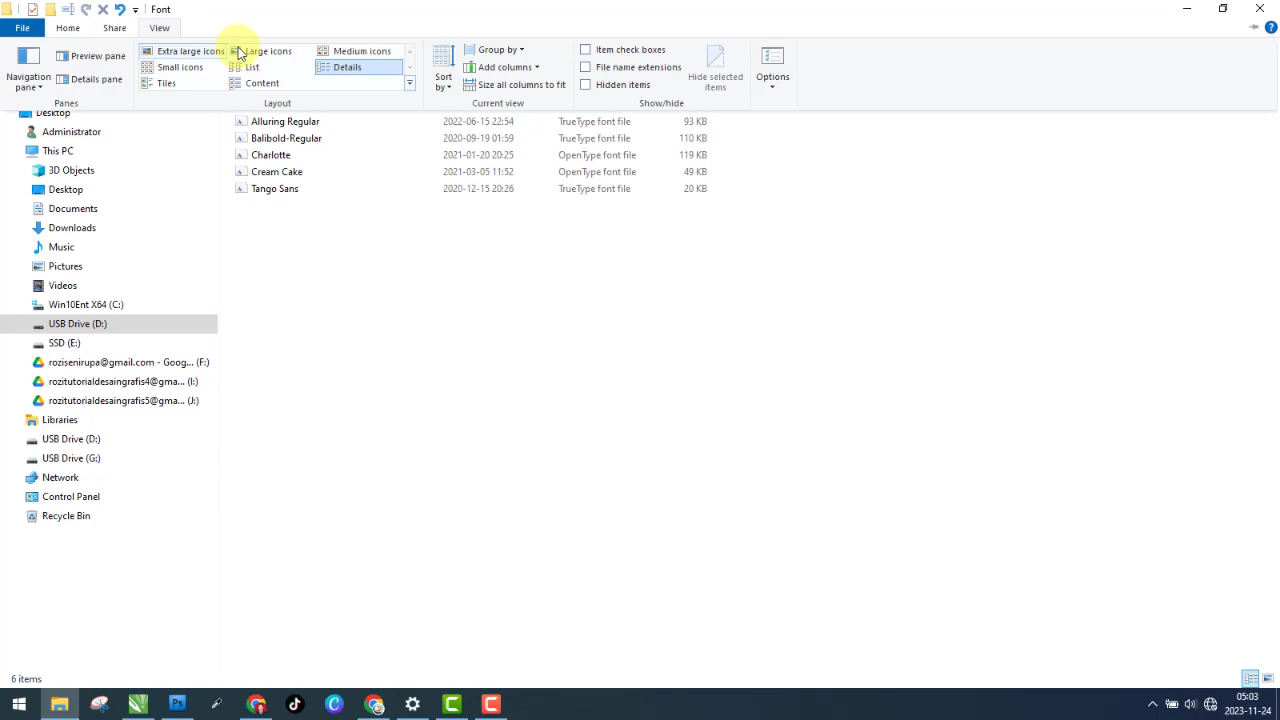 Font
File Home Share View
Navigation pane
Preview pane
Details pane
Panes
Extra large icons Large icons Medium icons
Small icons List Details
Tiles Content
Layout
Sort by
Group by
Add columns
Size all columns to fit
Current view
Item check boxes
File name extensions
Hidden items
Hide selected items
Show/hide
Options
Desktop
Administrator
This PC
3D Objects
Desktop
Documents
Downloads
Music
Pictures
Videos
Win10Ent X64 (C:)
USB Drive (D:)
SSD (E:)
rozisenirupa@gmail.com - Goog... (F:)
rozitutorialdesaingrafis4@gma... (I:)
rozitutorialdesaingrafis5@gma... (J:)
Libraries
USB Drive (D:)
USB Drive (G:)
Network
Control Panel
Recycle Bin
Alluring Regular 2022-06-15 22:54 TrueType font file 93 KB
Balibold-Regular 2020-09-19 01:59 TrueType font file 110 KB
Charlotte 2021-01-20 20:25 OpenType font file 119 KB
Cream Cake 2021-03-05 11:52 OpenType font file 49 KB
Tango Sans 2020-12-15 20:26 TrueType font file 20 KB
6 items
Ps
05:03
2023-11-24